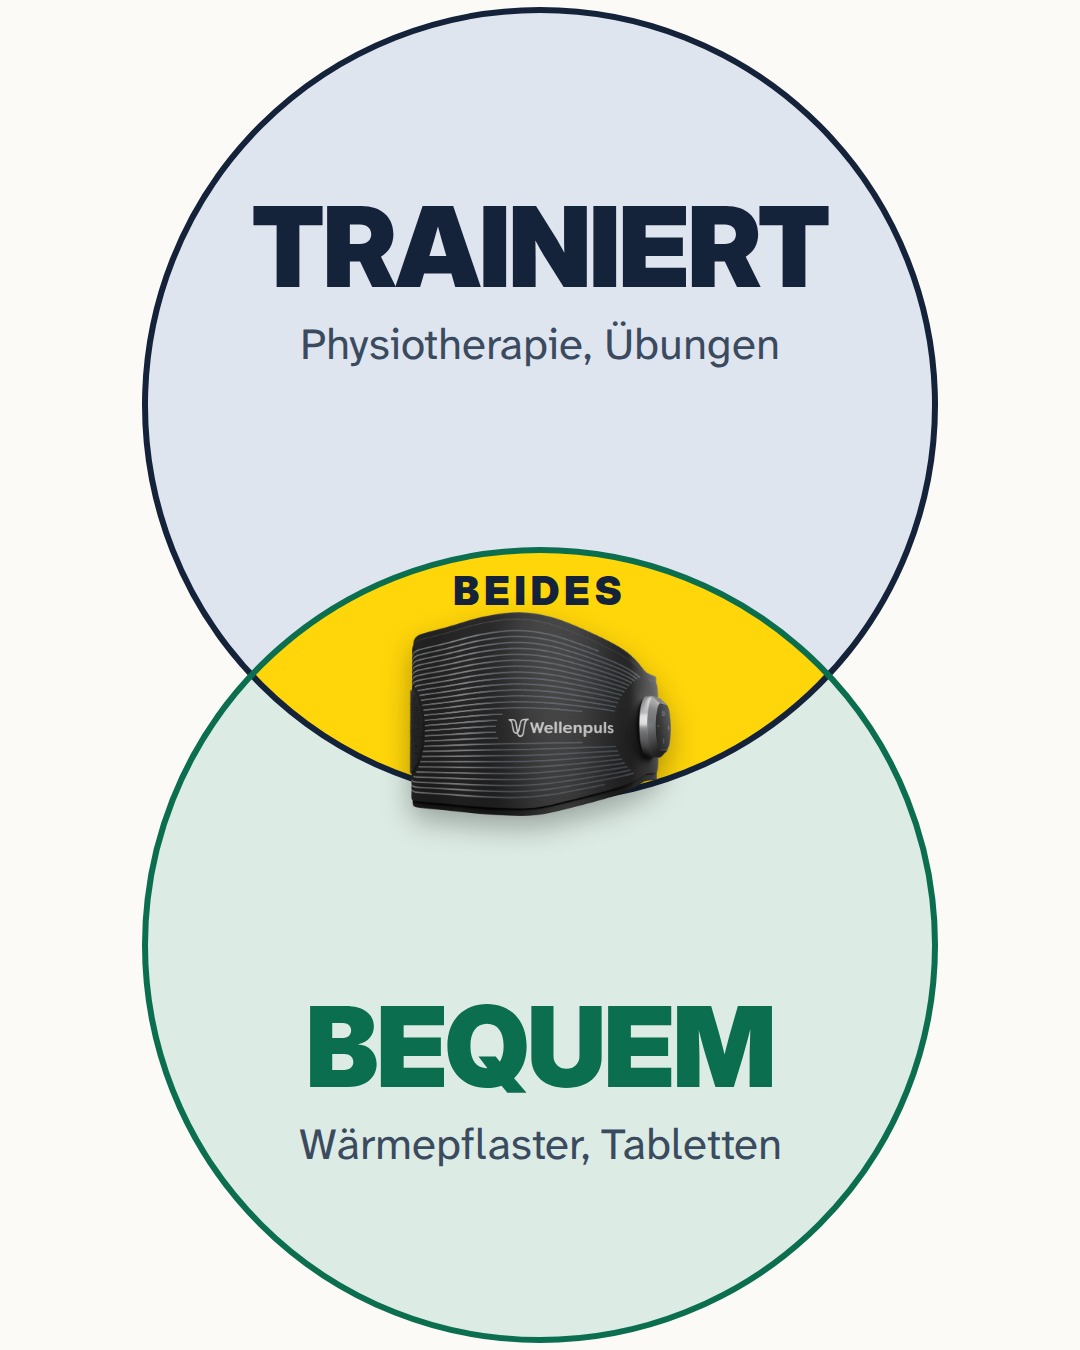 TRAINIERT
Physiotherapie, Übungen
BEIDES
Wellenpuls
BEQUEM
Wärmepflaster, Tabletten